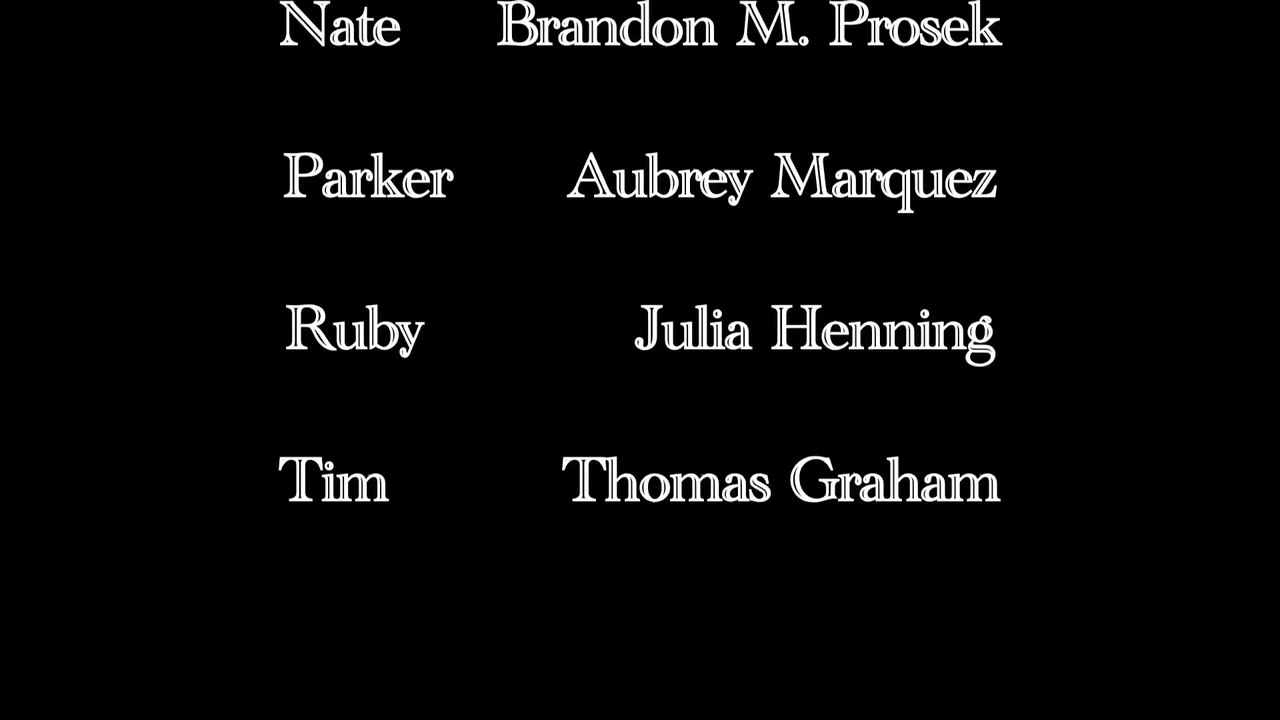 Nate Brandon M. Prosek
Parker Aubrey Marquez
Ruby Julia Henning
Tim Thomas Graham